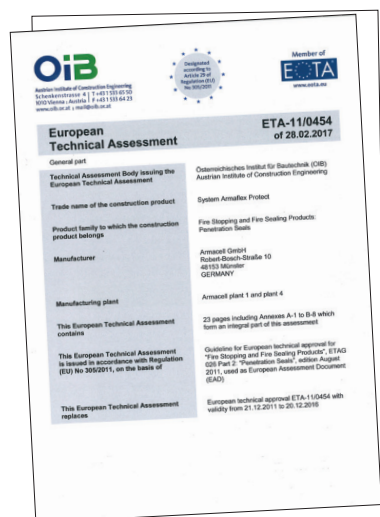 OiB
Austrian Institute of Construction Engineering
Schenkenstrasse 4 | T +43 1 533 65 50
1010 Vienna | Austria | F +43 1 533 64 23
www.oib.or.at | mail@oib.or.at
Designated
according to
Article 29 of
Regulation (EU)
No 305/2011
Member of
EOTA
www.eota.eu
European
Technical Assessment
ETA-11/0454
of 28.02.2017
General part
Technical Assessment Body issuing the
European Technical Assessment
Österreichisches Institut für Bautechnik (OIB)
Austrian Institute of Construction Engineering
Trade name of the construction product
System Armaflex Protect
Product family to which the construction
product belongs
Fire Stopping and Fire Sealing Products:
Penetration Seals
Manufacturer
Armacell GmbH
Robert-Bosch-Straße 10
48153 Münster
GERMANY
Manufacturing plant
Armacell plant 1 and plant 4
This European Technical Assessment
contains
23 pages including Annexes A-1 to B-8 which
form an integral part of this assessment
This European Technical Assessment
is issued in accordance with Regulation
(EU) No 305/2011, on the basis of
Guideline for European technical approval for
"Fire Stopping and Fire Sealing Products", ETAG
026 Part 2: "Penetration Seals", edition August
2011, used as European Assessment Document
(EAD)
This European Technical Assessment
replaces
European technical approval ETA-11/0454 with
validity from 21.12.2011 to 20.12.2016